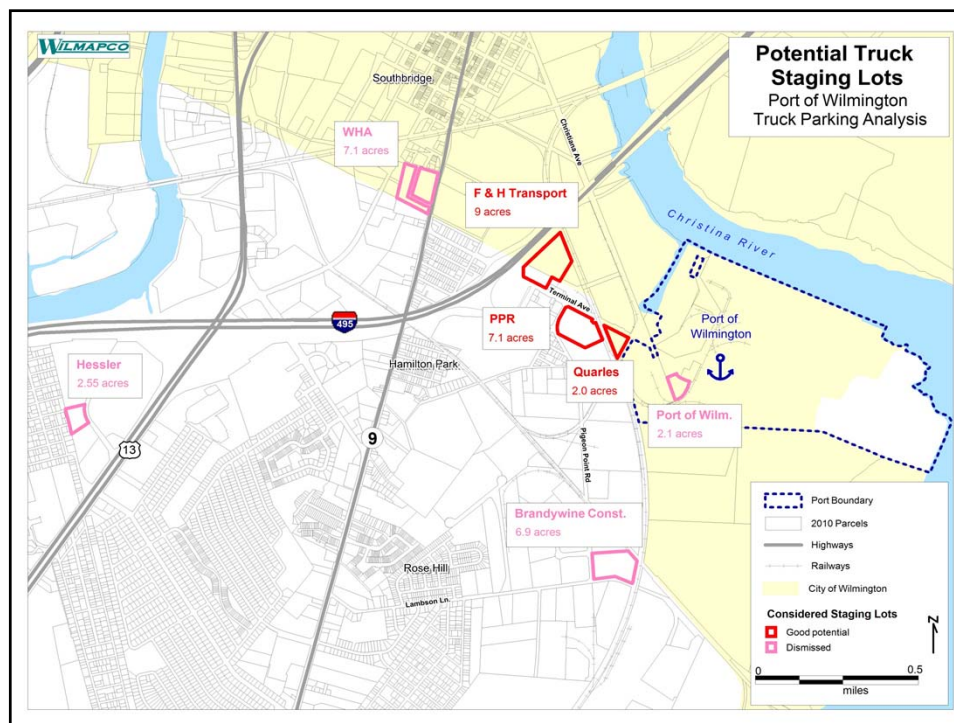 WILMAPCO
Potential Truck
Staging Lots
Port of Wilmington
Truck Parking Analysis
Southbridge
Christiana Ave
WHA
7.1 acres
F & H Transport
9 acres
Christina River
Terminal Ave
PPR
7.1 acres
Port of
Wilmington
495
Hamilton Park
Quarles
2.0 acres
Hessler
2.55 acres
Port of Wilm.
2.1 acres
13
9
Pigeon Point Rd
Brandywine Const.
6.9 acres
Rose Hill
Lambson Ln.
Port Boundary
2010 Parcels
Highways
Railways
City of Wilmington
Considered Staging Lots
Good potential
Dismissed
N
0 0.5
miles